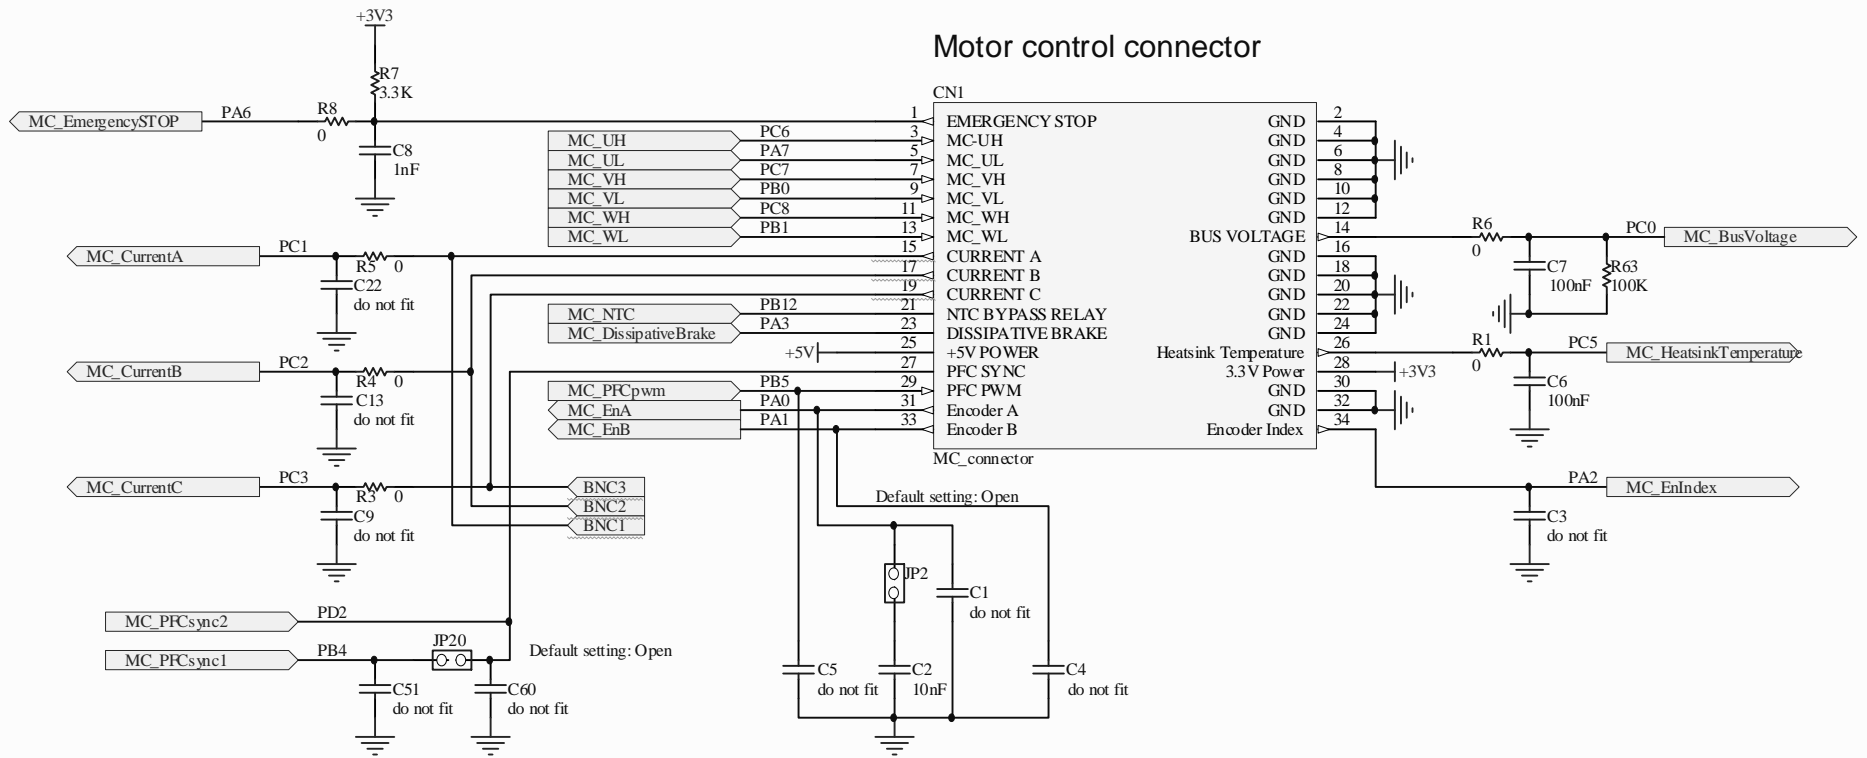 +3V3
Motor control connector
R7
3.3K
CN1
MC_EmergencySTOP PA6 R8 0 1 EMERGENCY STOP GND 2
C8
1nF
MC_UH PC6 3 MC-UH GND 4
MC_UL PA7 5 MC_UL GND 6
MC_VH PC7 7 MC_VH GND 8
MC_VL PB0 9 MC_VL GND 10
MC_WH PC8 11 MC_WH GND 12
MC_WL PB1 13 MC_WL BUS VOLTAGE 14 R6 0 PC0 MC_BusVoltage
MC_CurrentA PC1 R5 0 15 CURRENT A GND 16
C22
do not fit
17 CURRENT B GND 18
C7
100nF
R63
100K
19 CURRENT C GND 20
MC_NTC PB12 21 NTC BYPASS RELAY GND 22
MC_DissipativeBrake PA3 23 DISSIPATIVE BRAKE GND 24
+5V 25 +5V POWER Heatsink Temperature 26 R1 0 PC5 MC_HeatsinkTemperature
MC_CurrentB PC2 R4 0 27 PFC SYNC 3.3V Power 28 +3V3
C13
do not fit
C6
100nF
MC_PFCpwm PB5 29 PFC PWM GND 30
MC_EnA PA0 31 Encoder A GND 32
MC_EnB PA1 33 Encoder B Encoder Index 34
MC_connector
MC_CurrentC PC3 R3 0 BNC3
C9
do not fit
BNC2
BNC1
Default setting: Open
PA2 MC_EnIndex
C3
do not fit
JP2
C1
do not fit
MC_PFCsync2 PD2
MC_PFCsync1 PB4 JP20 Default setting: Open
C51
do not fit
C60
do not fit
C5
do not fit
C2
10nF
C4
do not fit